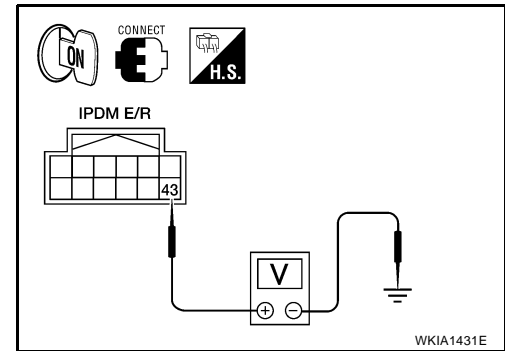 CONNECT
ON
H.S.
IPDM E/R
43
V
+ −
WKIA1431E